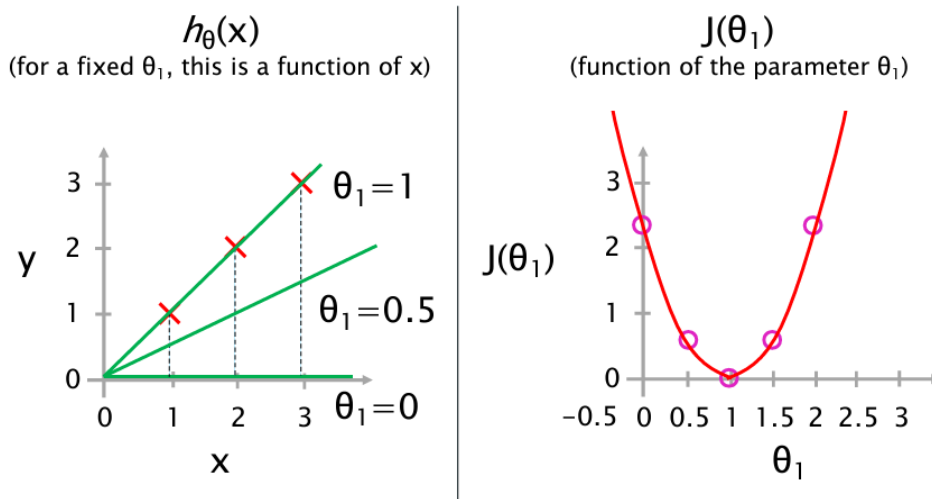 hθ(x)
(for a fixed θ₁, this is a function of x)
3
2
1
0
y
0 1 2 3
x
θ₁=1
θ₁=0.5
θ₁=0
J(θ₁)
(function of the parameter θ₁)
3
2
1
0
J(θ₁)
−0.5 0 0.5 1 1.5 2 2.5 3
θ₁